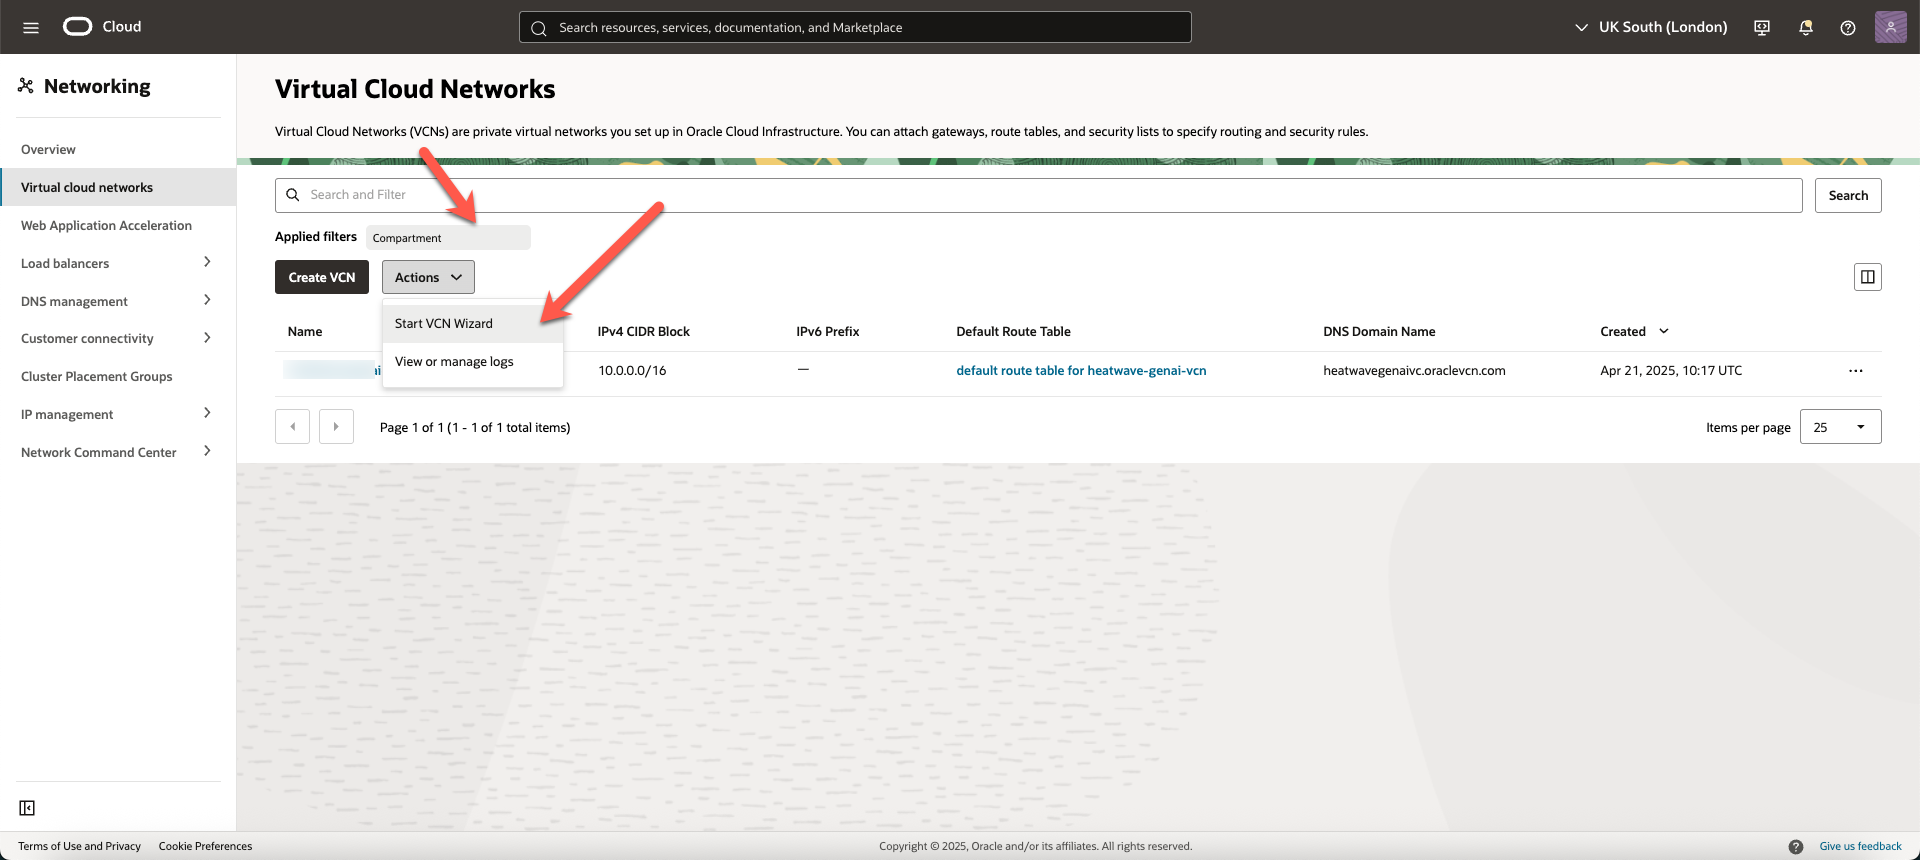 Cloud
Search resources, services, documentation, and Marketplace
UK South (London)
Networking
Overview
Virtual cloud networks
Web Application Acceleration
Load balancers
DNS management
Customer connectivity
Cluster Placement Groups
IP management
Network Command Center
Virtual Cloud Networks
Virtual Cloud Networks (VCNs) are private virtual networks you set up in Oracle Cloud Infrastructure. You can attach gateways, route tables, and security lists to specify routing and security rules.
Search and Filter
Search
Applied filters Compartment
Create VCN Actions
Start VCN Wizard
View or manage logs
Name IPv4 CIDR Block IPv6 Prefix Default Route Table DNS Domain Name Created
10.0.0.0/16 — default route table for heatwave-genai-vcn heatwavegenaivc.oraclevcn.com Apr 21, 2025, 10:17 UTC
Page 1 of 1 (1 - 1 of 1 total items)
Items per page 25
Terms of Use and Privacy Cookie Preferences
Copyright © 2025, Oracle and/or its affiliates. All rights reserved.
Give us feedback